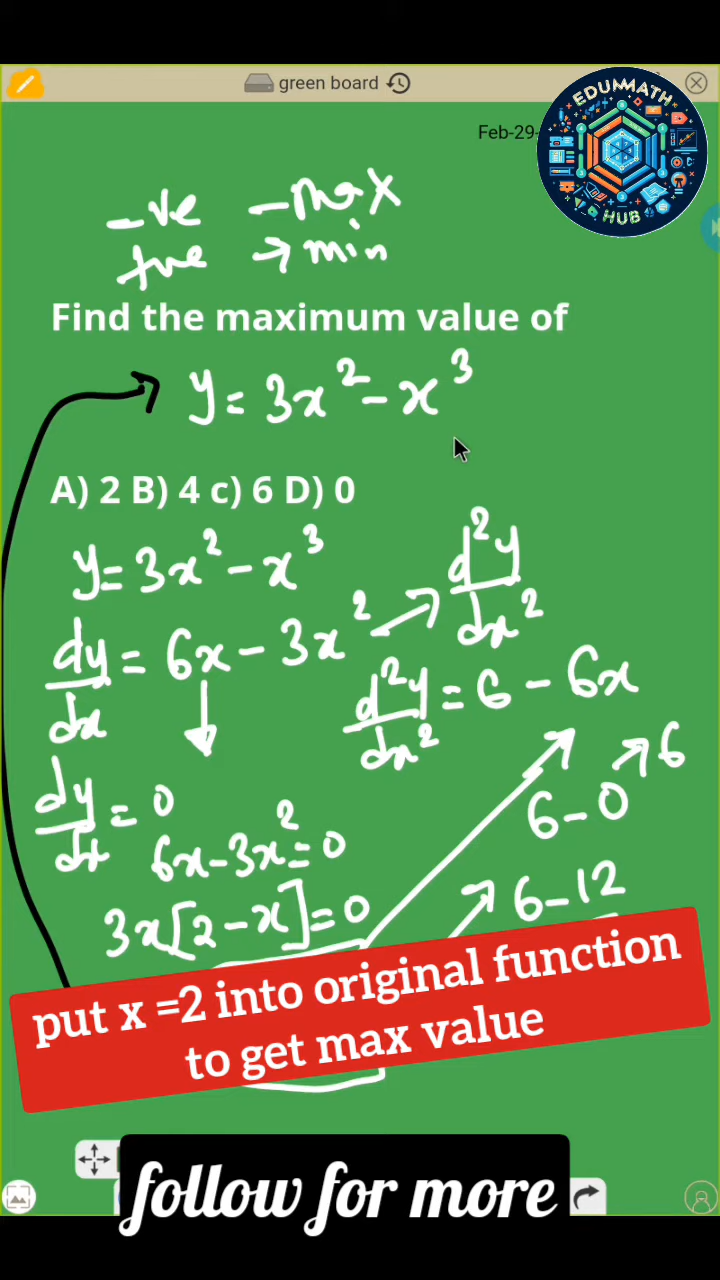 green board
Feb-29-
EDUMMATH
HUB
-ve -max
+ve → min
Find the maximum value of
y = 3x² - x³
A) 2 B) 4 c) 6 D) 0
y = 3x² - x³
dy/dx = 6x - 3x² → d²y/dx²
d²y/dx² = 6 - 6x
dy/dx = 0
6x - 3x² = 0
6 - 0 → 6
3x[2 - x] = 0
6 - 12
put x =2 into original function
to get max value
follow for more